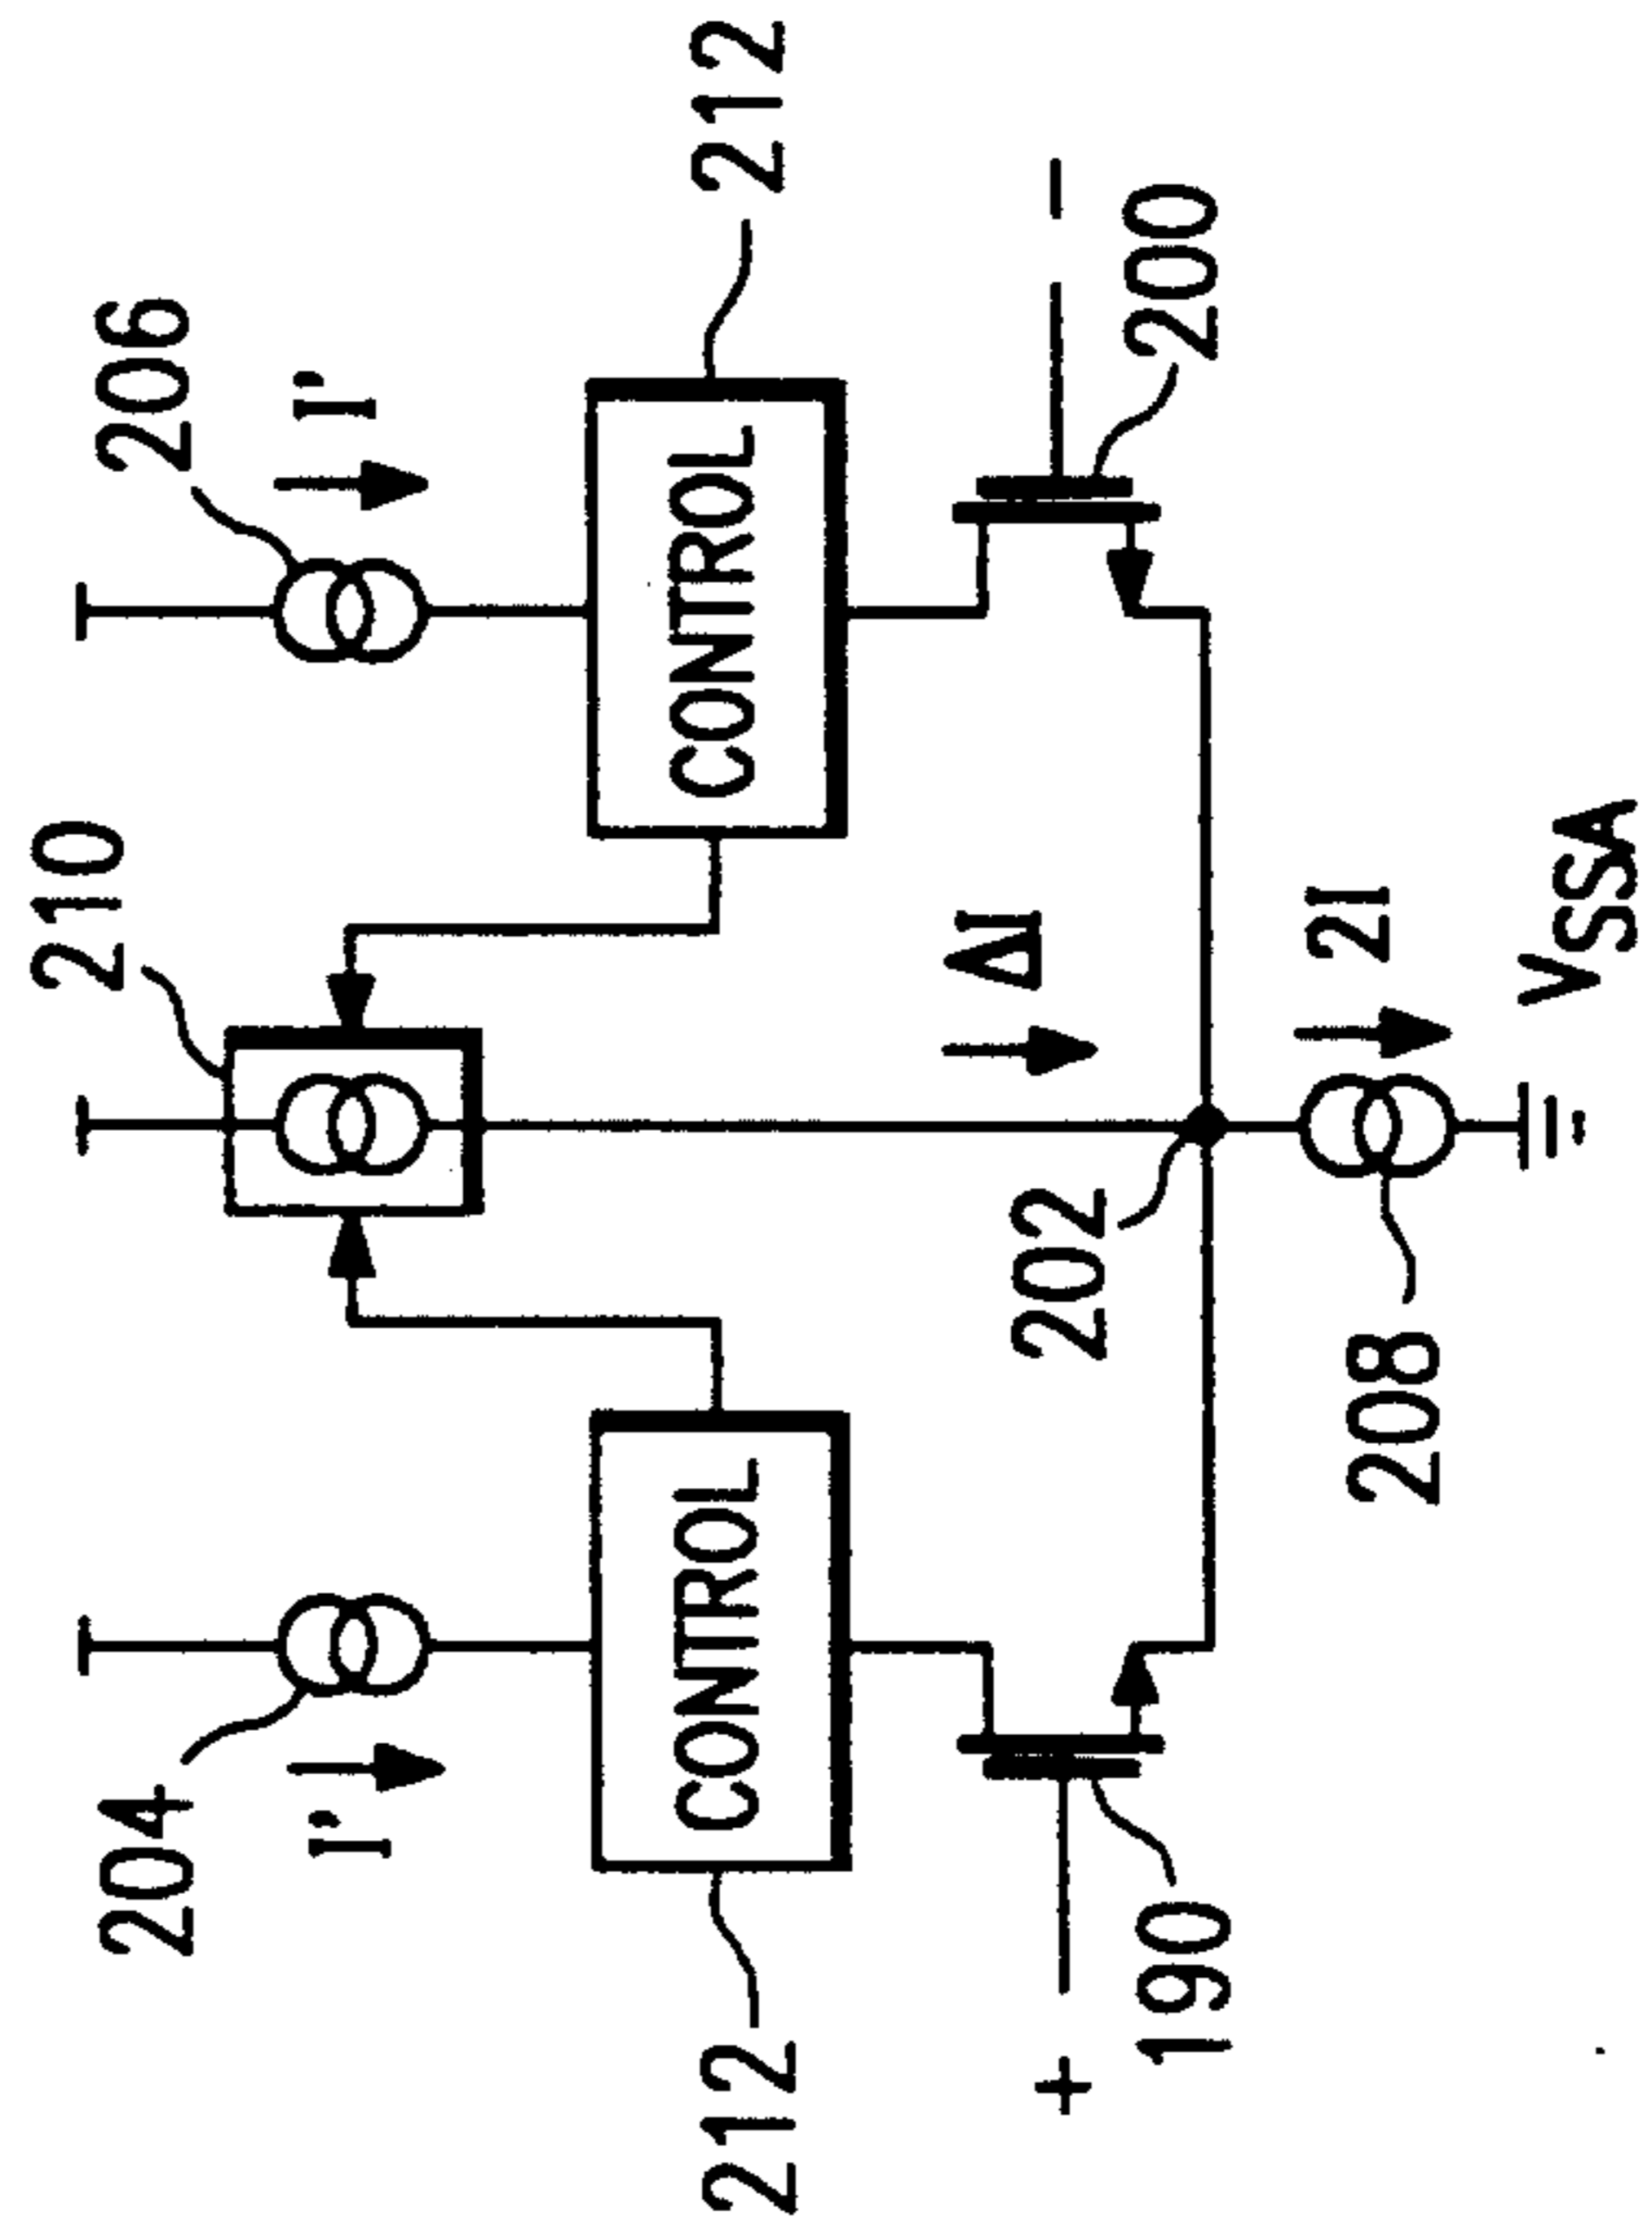 210
204
206
I'
I'
CONTROL
CONTROL
212
212
ΔI
+
−
202
190
200
2I
208
VSSA